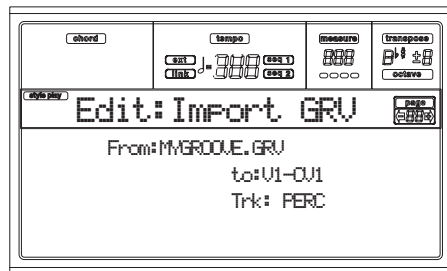 chord tempo measure transpose
ext seq 1
link seq 2
octave
style play page
Edit:Import GRV
From:MYGROOVE.GRV
to:V1-CV1
Trk: PERC